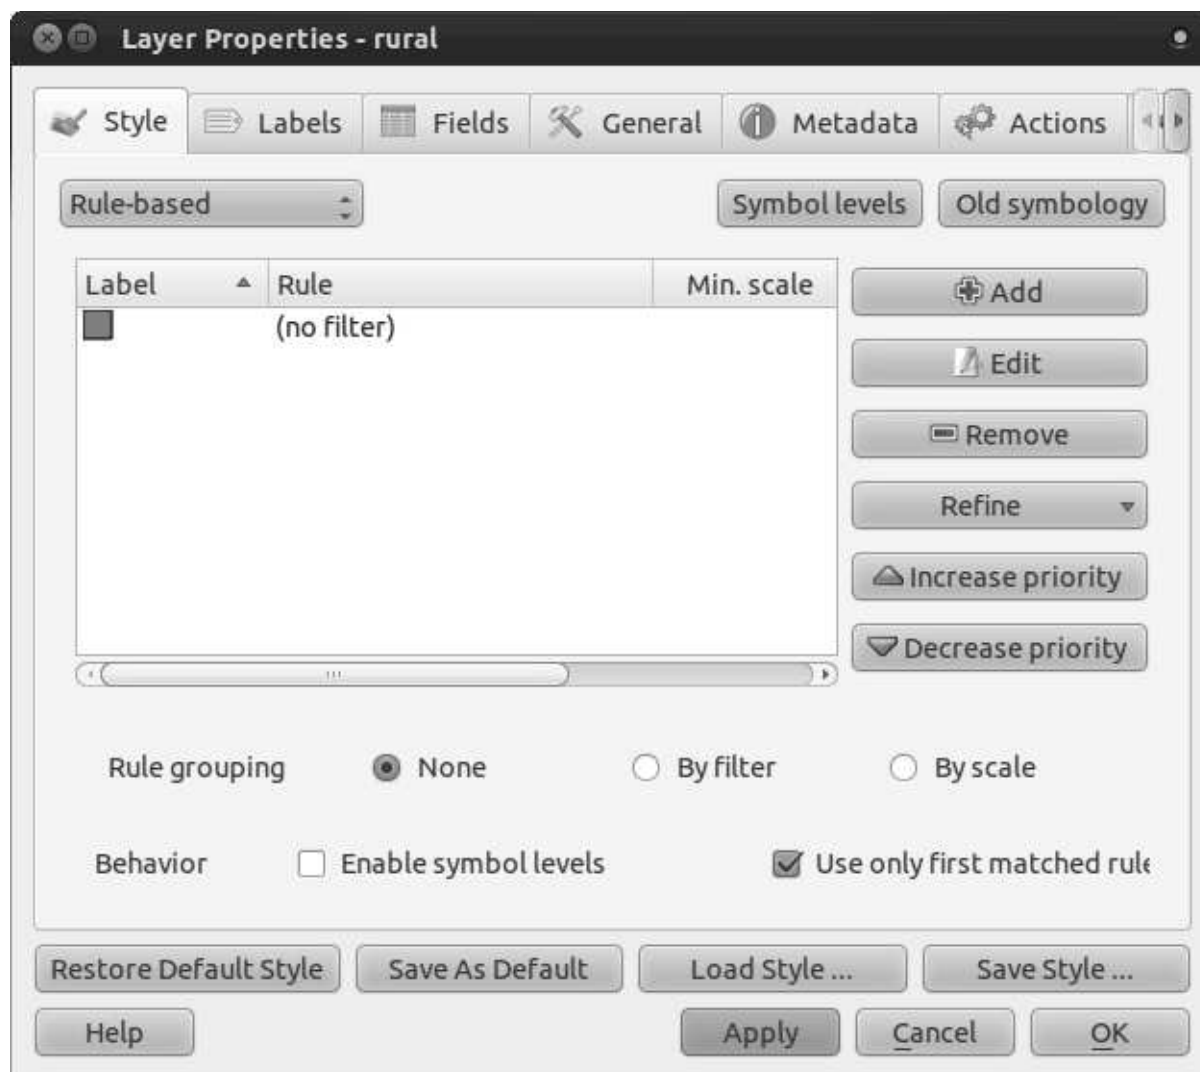 Layer Properties - rural
Style Labels Fields General Metadata Actions
Rule-based Symbol levels Old symbology
Label Rule Min. scale
(no filter)
Add
Edit
Remove
Refine
Increase priority
Decrease priority
Rule grouping None By filter By scale
Behavior Enable symbol levels Use only first matched rule
Restore Default Style Save As Default Load Style ... Save Style ...
Help Apply Cancel OK